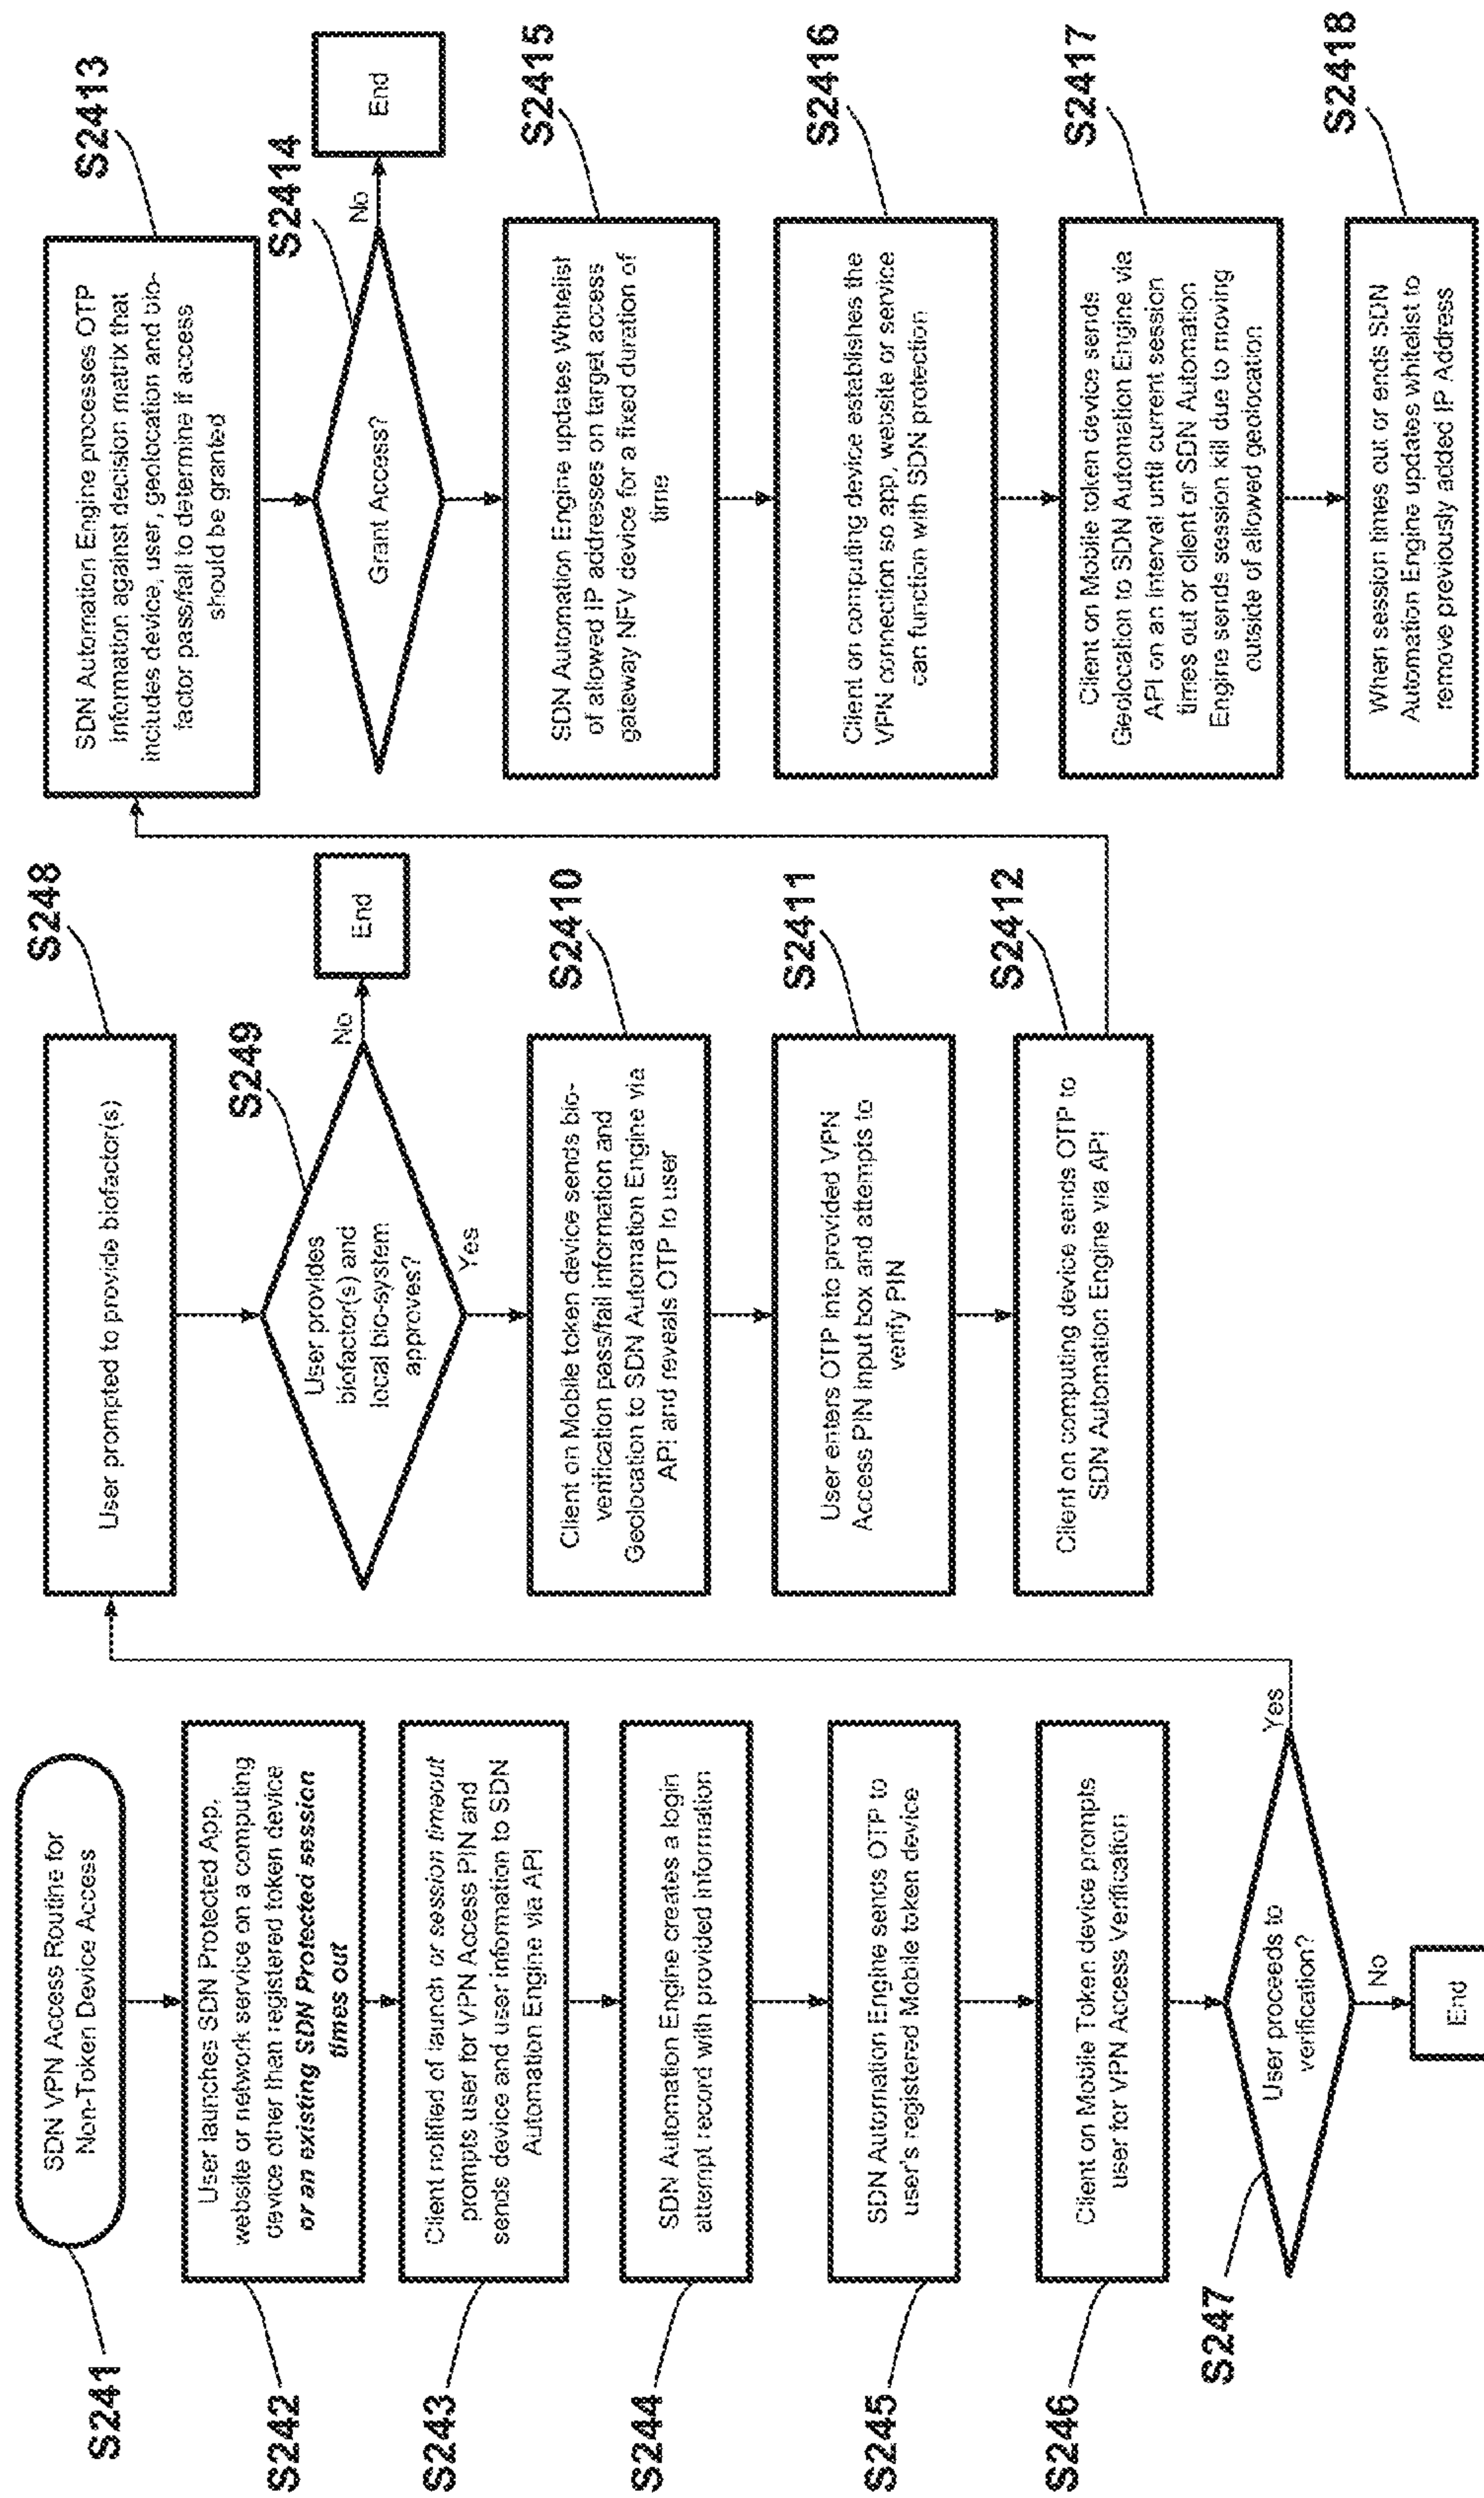 S241
SDN VPN Access Routine for
Non-Token Device Access
S242
User launches SDN Protected App,
website or network service on a computing
device other than registered token device
or an existing SDN Protected session
times out
S243
Client notified of launch or session timeout
prompts user for VPN Access PIN and
sends device and user information to SDN
Automation Engine via API
S244
SDN Automation Engine creates a login
attempt record with provided information
S245
SDN Automation Engine sends OTP to
user's registered Mobile token device
S246
Client on Mobile Token device prompts
user for VPN Access Verification
S247
User proceeds to
verification?
Yes
No
End
S248
User prompted to provide biofactor(s)
S249
User provides
biofactor(s) and
local bio-system
approves?
No
End
Yes
S2410
Client on Mobile token device sends bio-
verification pass/fail information and
Geolocation to SDN Automation Engine via
API and reveals OTP to user
S2411
User enters OTP into provided VPN
Access PIN input box and attempts to
verify PIN
S2412
Client on computing device sends OTP to
SDN Automation Engine via API
S2413
SDN Automation Engine processes OTP
information against decision matrix that
includes device, user, geolocation and bio-
factor pass/fail to determine if access
should be granted
S2414
Grant Access?
No
End
S2415
SDN Automation Engine updates Whitelist
of allowed IP addresses on target access
gateway NFV device for a fixed duration of
time
S2416
Client on computing device establishes the
VPN connection so app, website or service
can function with SDN protection
S2417
Client on Mobile token device sends
Geolocation to SDN Automation Engine via
API on an interval until current session
times out or client or SDN Automation
Engine sends session kill due to moving
outside of allowed geolocation
S2418
When session times out or ends SDN
Automation Engine updates whitelist to
remove previously added IP Address